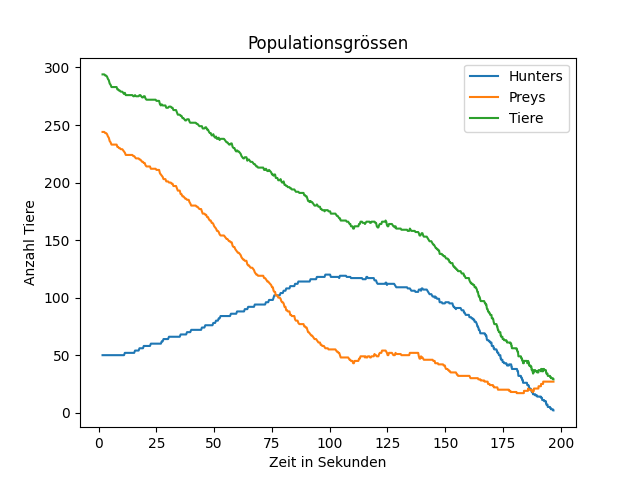 Populationsgrössen
Hunters
Preys
Tiere
Anzahl Tiere
300
250
200
150
100
50
0
0 25 50 75 100 125 150 175 200
Zeit in Sekunden